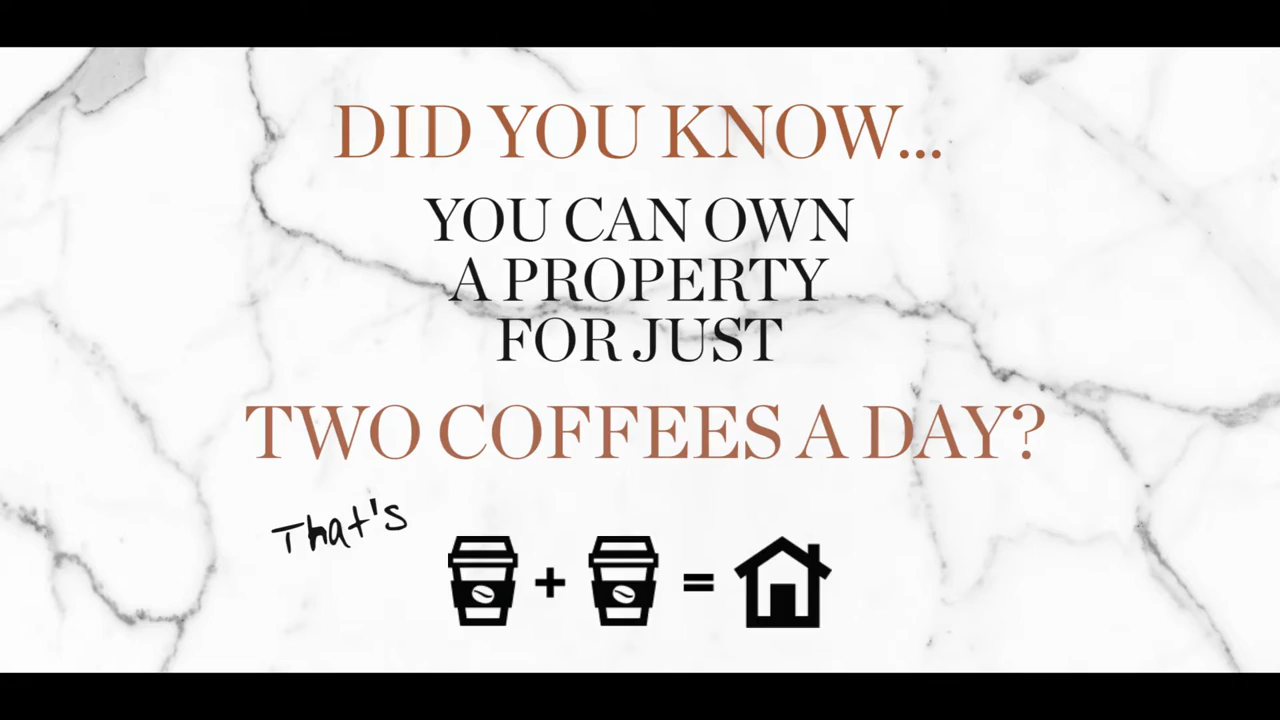 DID YOU KNOW...
YOU CAN OWN
A PROPERTY
FOR JUST
TWO COFFEES A DAY?
That's
+ =